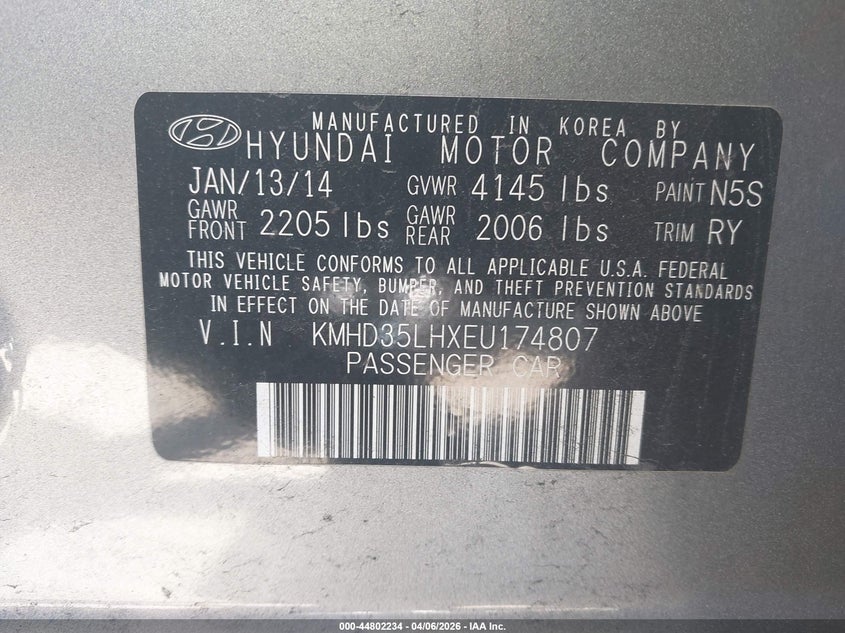 MANUFACTURED IN KOREA BY
HYUNDAI MOTOR COMPANY
JAN/13/14 GVWR 4145 lbs PAINT N5S
GAWR FRONT 2205 lbs GAWR REAR 2006 lbs TRIM RY
THIS VEHICLE CONFORMS TO ALL APPLICABLE U.S.A. FEDERAL
MOTOR VEHICLE SAFETY, BUMPER, AND THEFT PREVENTION STANDARDS
IN EFFECT ON THE DATE OF MANUFACTURE SHOWN ABOVE
V.I.N KMHD35LHXEU174807
PASSENGER CAR
000-44802234 - 04/06/2026 - IAA Inc.